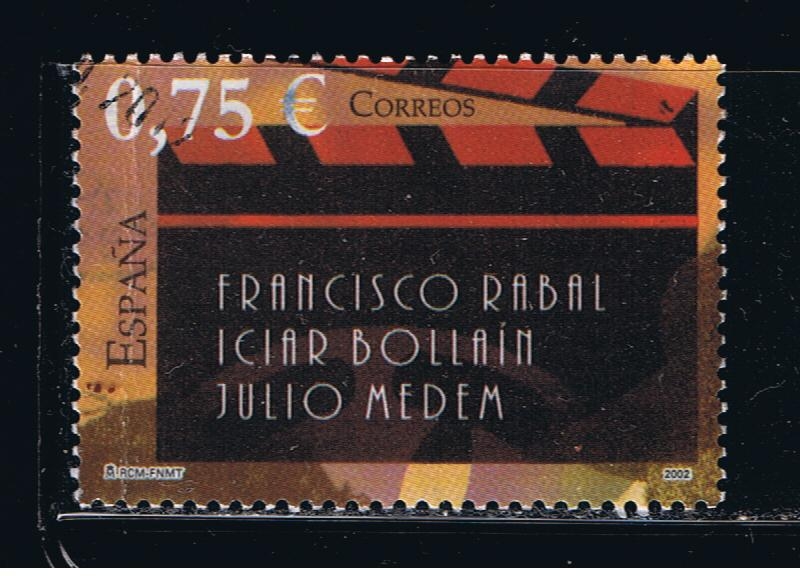 0,75 € CORREOS
ESPAÑA
FRANCISCO RABAL
ICIAR BOLLAÍN
JULIO MEDEM
RCM-FNMT
2002